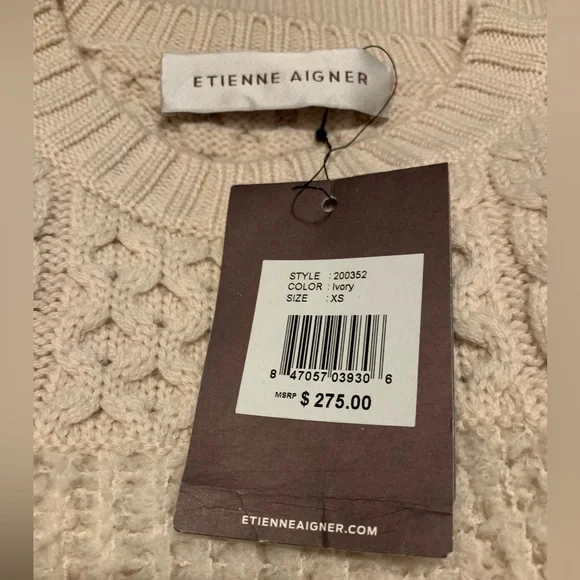 ETIENNE AIGNER
STYLE : 200352
COLOR : Ivory
SIZE : XS
8 47057 03930 6
MSRP $ 275.00
ETIENNEAIGNER.COM